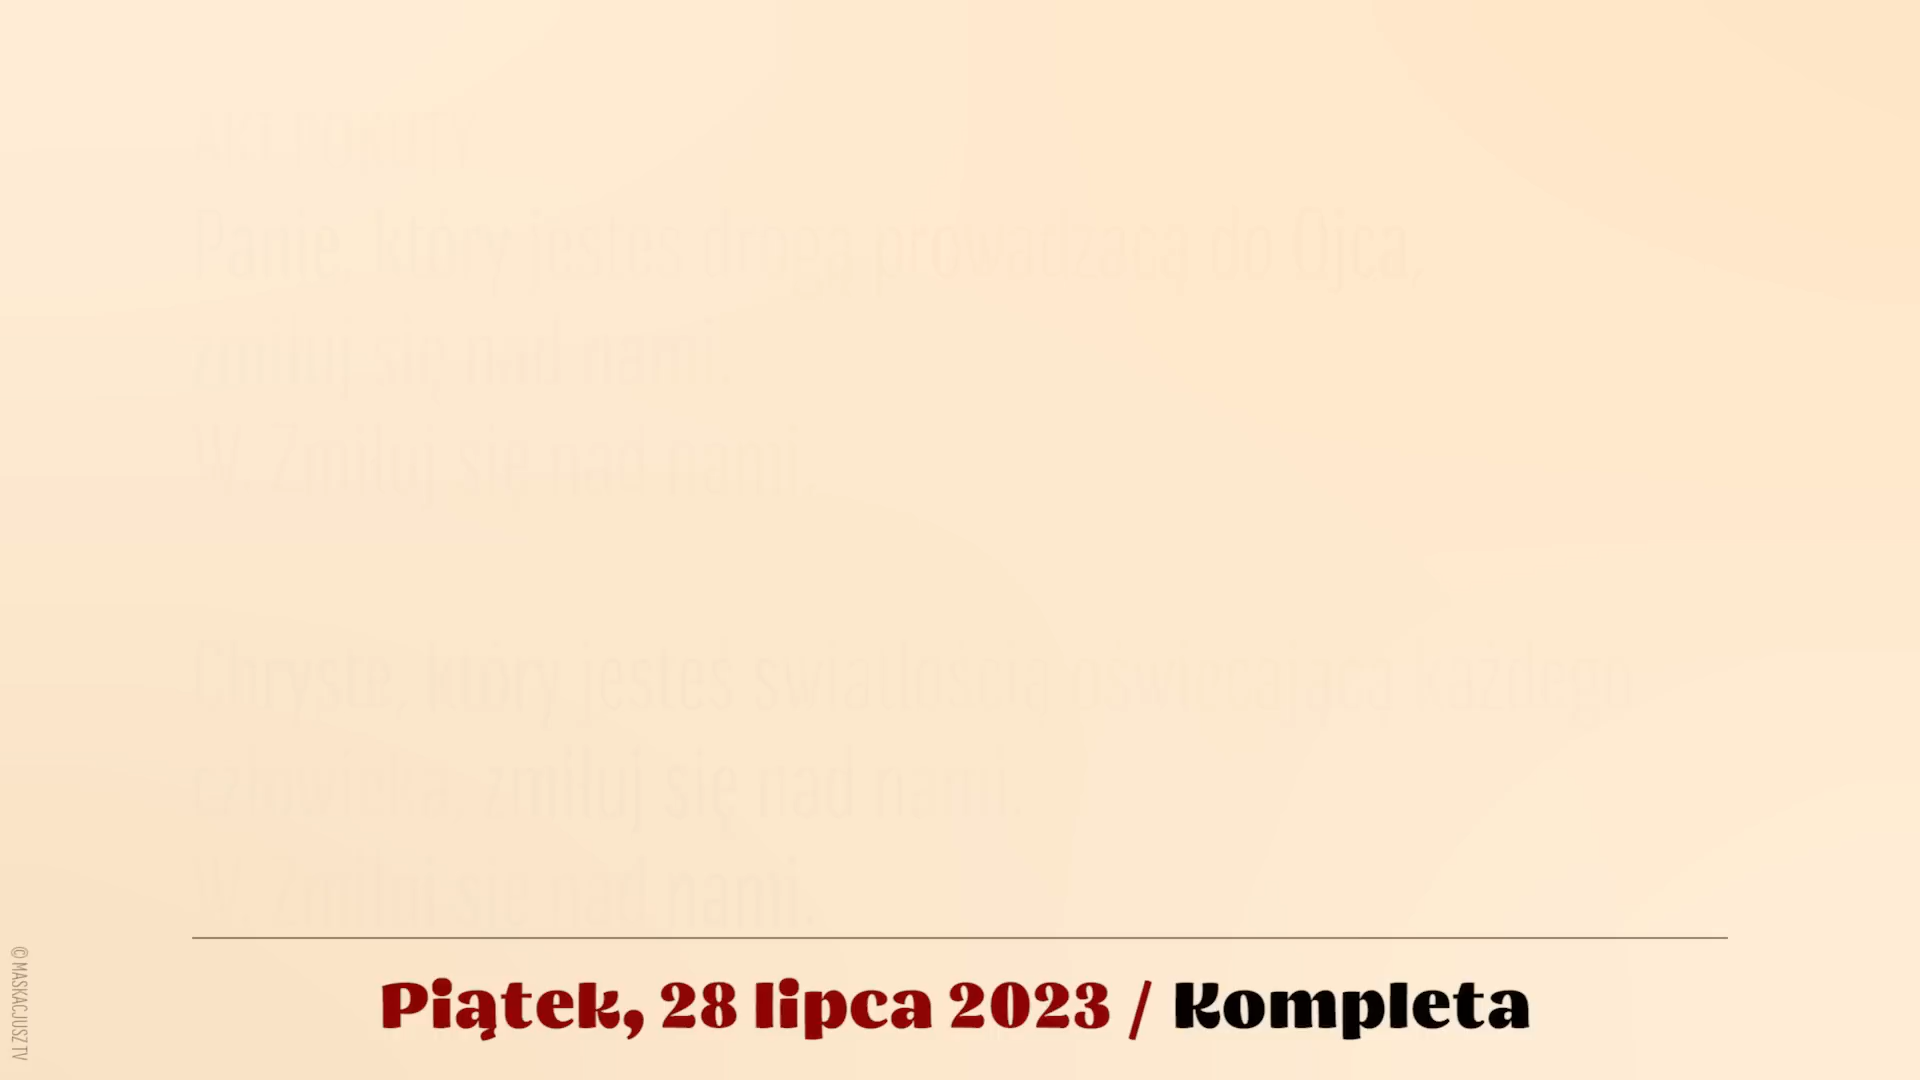 AKT POKUTY
Panie, który jesteś drogą prowadzącą do Ojca,
zmiłuj się nad nami.
W. Zmiłuj się nad nami.
Chryste, który jesteś światłością oświecającą każdego
człowieka, zmiłuj się nad nami.
W. Zmiłuj się nad nami.
Piątek, 28 lipca 2023 / Kompleta
© MASKACJUSZ TV